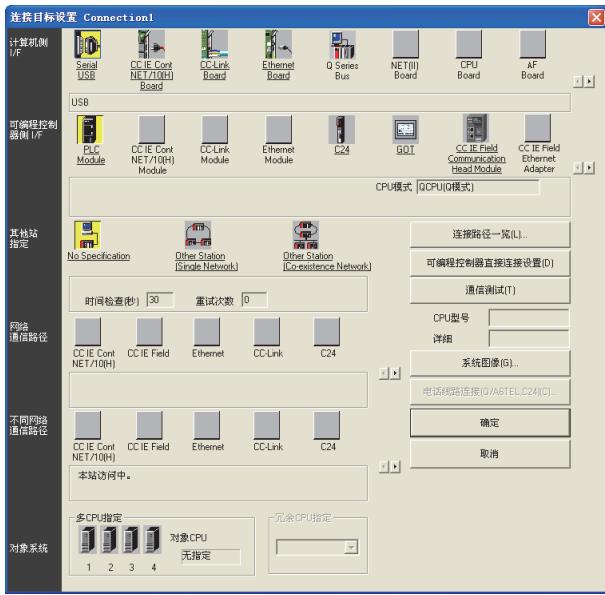 连接目标设置 Connection1
计算机侧
I/F
Serial
USB
CC IE Cont
NET/10(H)
Board
CC-Link
Board
Ethernet
Board
Q Series
Bus
NET(II)
Board
CPU
Board
AF
Board
USB
可编程控制
器侧 I/F
PLC
Module
CC IE Cont
NET/10(H)
Module
CC-Link
Module
Ethernet
Module
C24
GOT
CC IE Field
Communication
Head Module
CC IE Field
Ethernet
Adapter
CPU模式 QCPU(Q模式)
其他站
指定
No Specification
Other Station
(Single Network)
Other Station
(Co-existence Network)
时间检查(秒) 30 重试次数 0
连接路径一览(L)...
可编程控制器直接连接设置(D)
通信测试(T)
CPU型号
详细
系统图像(G)...
电话线路连接(Q/A6TEL,C24)(C)...
确定
取消
网络
通信路径
CC IE Cont
NET/10(H)
CC IE Field
Ethernet
CC-Link
C24
不同网络
通信路径
CC IE Cont
NET/10(H)
CC IE Field
Ethernet
CC-Link
C24
本站访问中。
对象系统
多CPU指定
1 2 3 4
对象CPU
无指定
冗余CPU指定